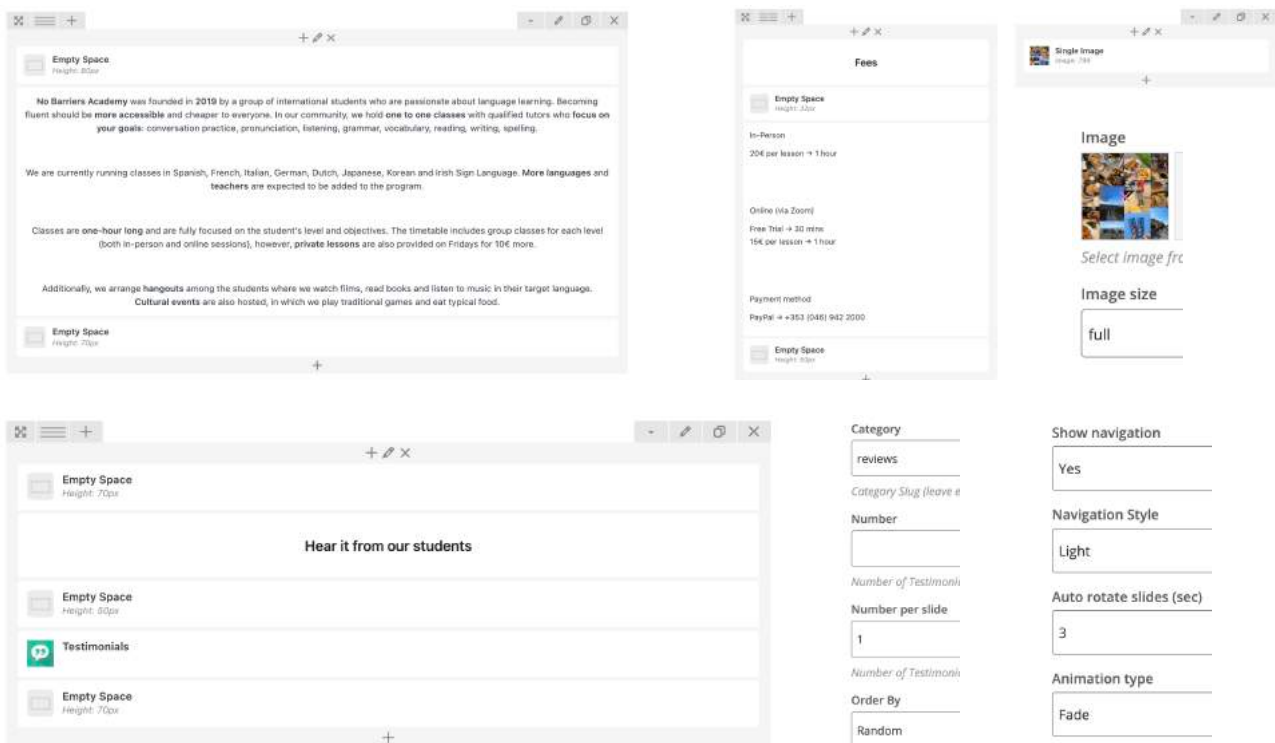 Empty Space
Height: 80px
No Barriers Academy was founded in 2019 by a group of international students who are passionate about language learning. Becoming
fluent should be more accessible and cheaper to everyone. In our community, we hold one to one classes with qualified tutors who focus on
your goals: conversation practice, pronunciation, listening, grammar, vocabulary, reading, writing, spelling.
We are currently running classes in Spanish, French, Italian, German, Dutch, Japanese, Korean and Irish Sign Language. More languages and
teachers are expected to be added to the program
Classes are one-hour long and are fully focused on the student's level and objectives. The timetable includes group classes for each level
(both in-person and online sessions), however, private lessons are also provided on Fridays for 10€ more.
Additionally, we arrange hangouts among the students where we watch films, read books and listen to music in their target language.
Cultural events are also hosted, in which we play traditional games and eat typical food.
Empty Space
Height: 70px
Fees
Empty Space
Height: 32px
In-Person
20€ per lesson → 1 hour
Online (via Zoom)
Free Trial → 30 mins
15€ per lesson → 1 hour
Payment method
PayPal → +353 (046) 942 2000
Empty Space
Single Image
Image
Select image fro
Image size
full
Empty Space
Height: 70px
Hear it from our students
Empty Space
Testimonials
Empty Space
Height: 70px
Category
reviews
Category Slug (leave e
Number
Number of Testimoni
Number per slide
1
Number of Testimoni
Order By
Random
Show navigation
Yes
Navigation Style
Light
Auto rotate slides (sec)
3
Animation type
Fade